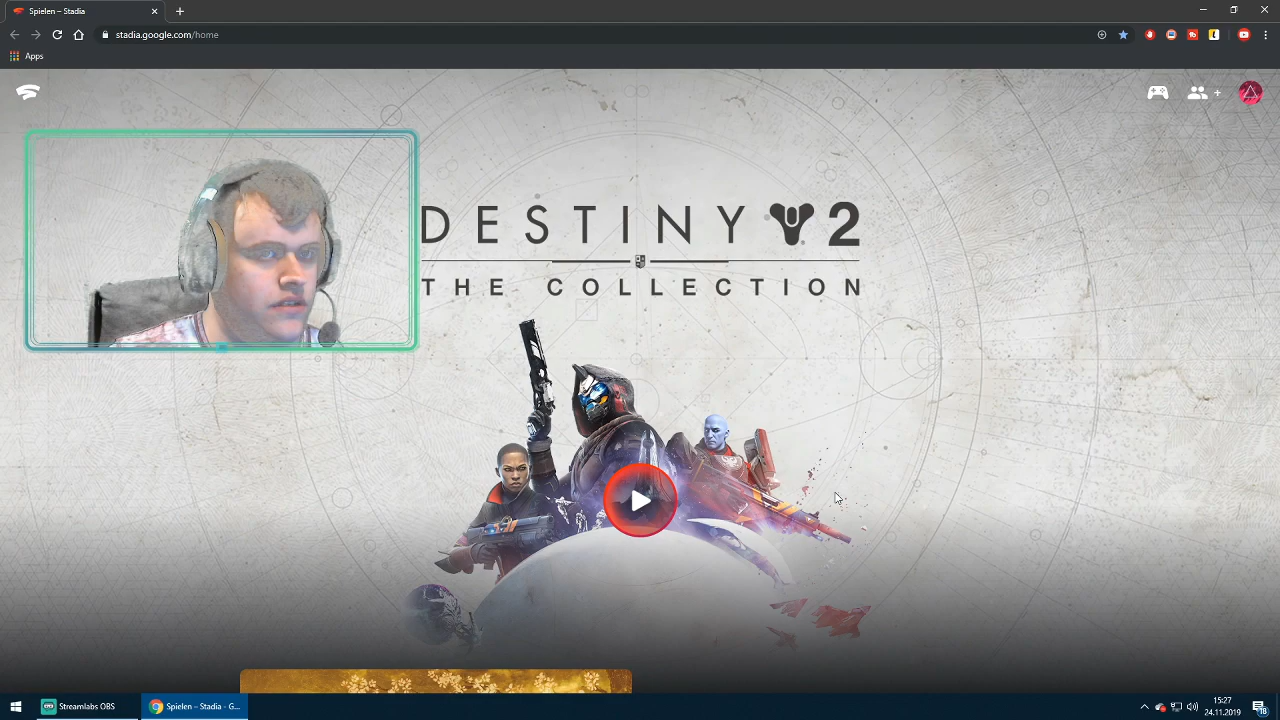 Spielen – Stadia
stadia.google.com/home
Apps
DESTINY 2
THE COLLECTION
Streamlabs OBS
Spielen – Stadia - G...
15:27
24.11.2019
18